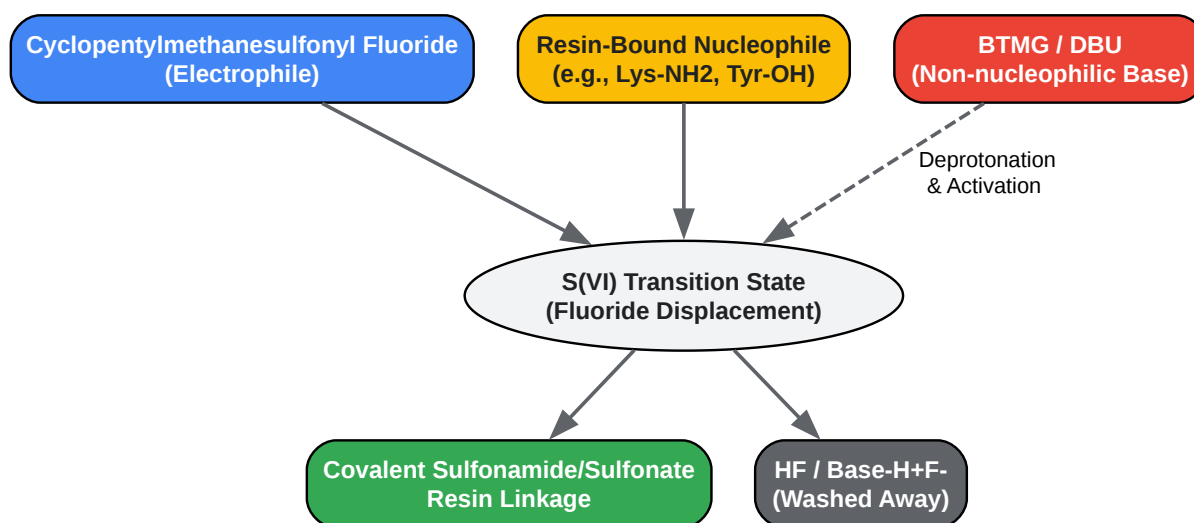 Cyclopentylmethanesulfonyl Fluoride
(Electrophile)
Resin-Bound Nucleophile
(e.g., Lys-NH2, Tyr-OH)
BTMG / DBU
(Non-nucleophilic Base)
Deprotonation
& Activation
S(VI) Transition State
(Fluoride Displacement)
Covalent Sulfonamide/Sulfonate
Resin Linkage
HF / Base-H+F-
(Washed Away)